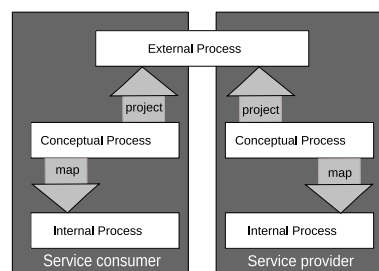 External Process
project
project
Conceptual Process
Conceptual Process
map
map
Internal Process
Internal Process
Service consumer
Service provider